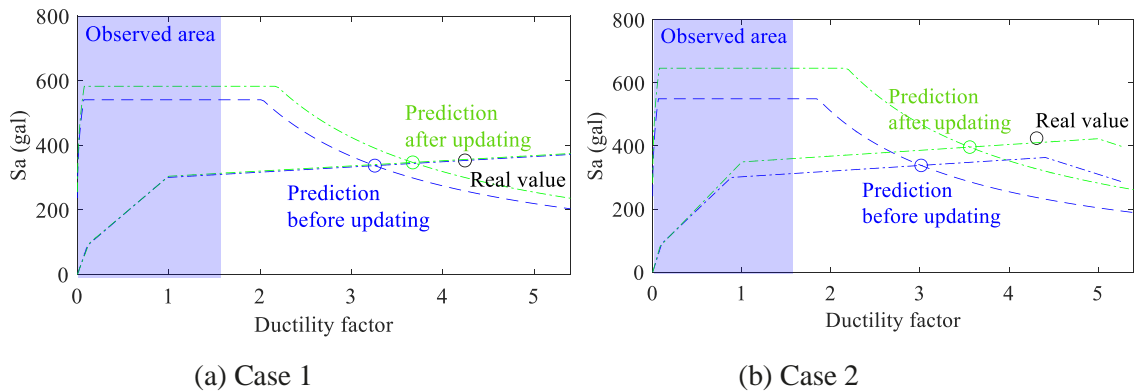 800
600
400
200
0
Sa (gal)
Observed area
Prediction
after updating
Real value
Prediction
before updating
0 1 2 3 4 5
Ductility factor
(a) Case 1
800
600
400
200
0
Sa (gal)
Observed area
Prediction
after updating
Real value
Prediction
before updating
0 1 2 3 4 5
Ductility factor
(b) Case 2